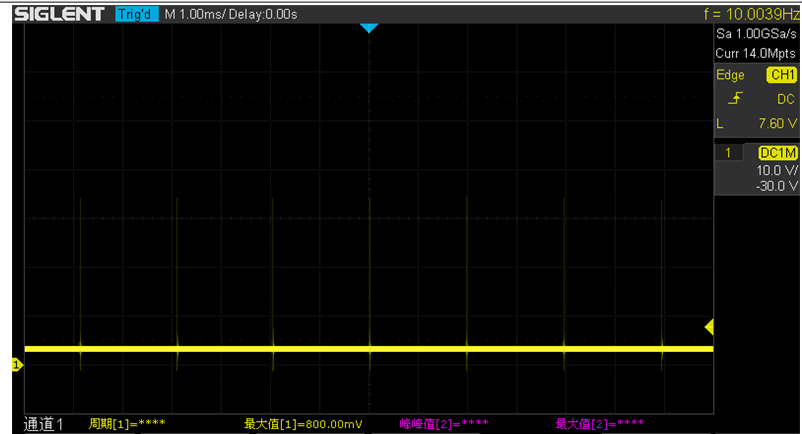 SIGLENT Trig'd M 1.00ms/ Delay:0.00s f = 10.0039Hz
Sa 1.00GSa/s
Curr 14.0Mpts
Edge CH1
DC
L 7.60 V
1 DC1M
10.0 V/
-30.0 V
1
通道1 周期[1]=**** 最大值[1]=800.00mV 峰峰值[2]=**** 最大值[2]=****